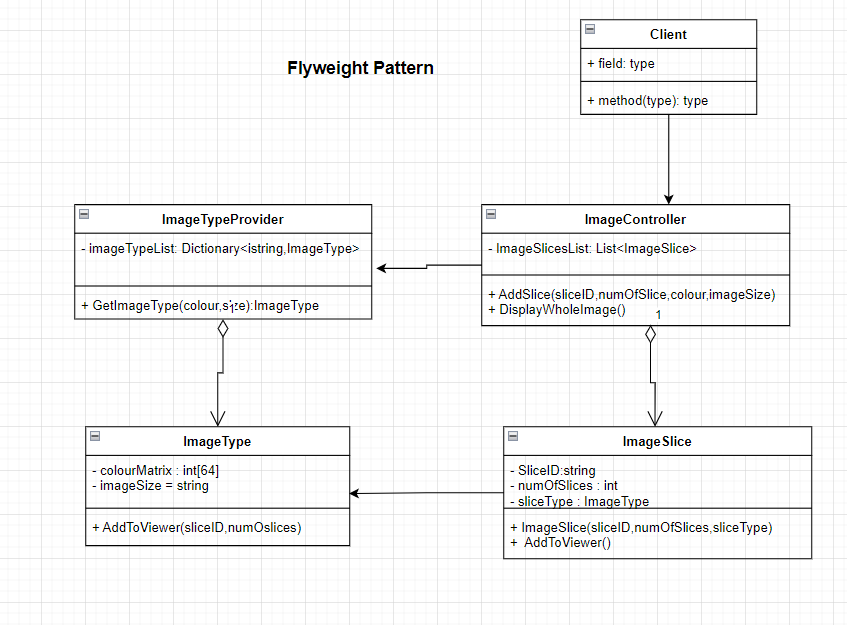 Client
+ field: type
Flyweight Pattern
+ method(type): type
ImageTypeProvider
- imageTypeList: Dictionary<istring,ImageType>
+ GetImageType(colour,size):ImageType
1
ImageController
- ImageSlicesList: List<ImageSlice>
+ AddSlice(sliceID,numOfSlice,colour,imageSize)
+ DisplayWholeImage()
1
ImageType
- colourMatrix : int[64]
- imageSize = string
+ AddToViewer(sliceID,numOslices)
ImageSlice
- SliceID:string
- numOfSlices : int
- sliceType : ImageType
+ ImageSlice(sliceID,numOfSlices,sliceType)
+ AddToViewer()